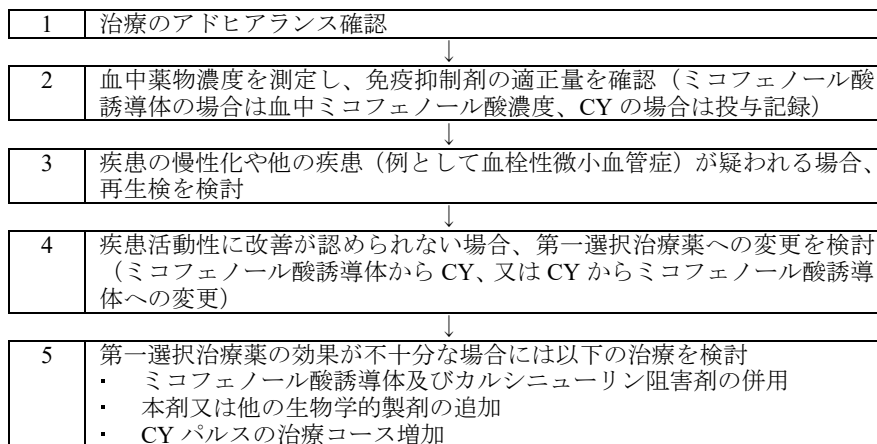 1 治療のアドヒアランス確認
↓
2 血中薬物濃度を測定し、免疫抑制剤の適正量を確認（ミコフェノール酸
誘導体の場合は血中ミコフェノール酸濃度、CY の場合は投与記録）
↓
3 疾患の慢性化や他の疾患（例として血栓性微小血管症）が疑われる場合、
再生検を検討
↓
4 疾患活動性に改善が認められない場合、第一選択治療薬への変更を検討
（ミコフェノール酸誘導体から CY、又は CY からミコフェノール酸誘導
体への変更）
↓
5 第一選択治療薬の効果が不十分な場合には以下の治療を検討
・ ミコフェノール酸誘導体及びカルシニューリン阻害剤の併用
・ 本剤又は他の生物学的製剤の追加
・ CY パルスの治療コース増加